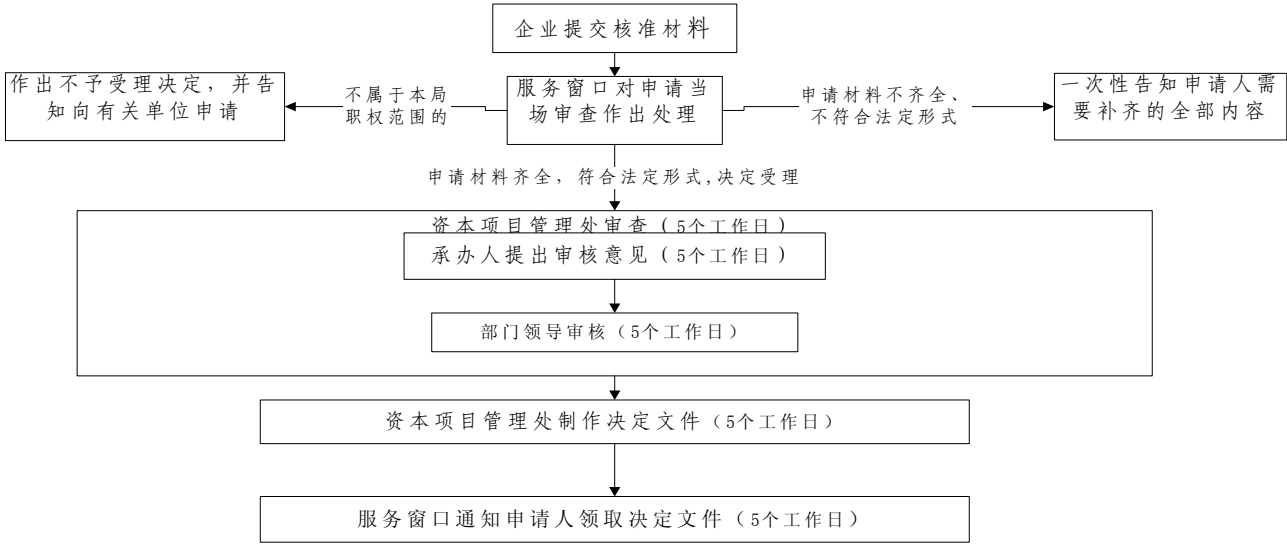 企业提交核准材料
作出不予受理决定，并告
知向有关单位申请
不属于本局
职权范围的
服务窗口对申请当
场审查作出处理
申请材料不齐全、
不符合法定形式
一次性告知申请人需
要补齐的全部内容
申请材料齐全，符合法定形式,决定受理
资本项目管理处审查（5个工作日）
承办人提出审核意见（5个工作日）
部门领导审核（5个工作日）
资本项目管理处制作决定文件（5个工作日）
服务窗口通知申请人领取决定文件（5个工作日）